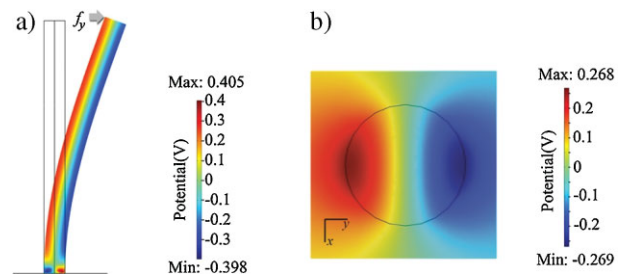 a)
fy
Max: 0.405
0.4
0.3
0.2
0.1
0
-0.1
-0.2
-0.3
Potential(V)
Min: -0.398
b)
y
x
Max: 0.268
0.2
0.1
0
-0.1
-0.2
Potential(V)
Min: -0.269